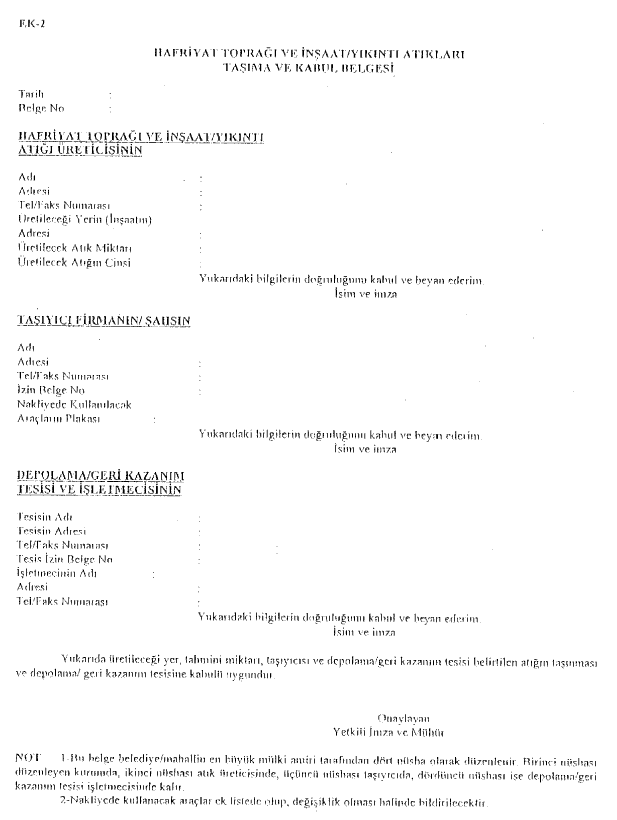 EK-2
HAFRİYAT TOPRAĞI VE İNŞAAT/YIKINTI ATIKLARI
TAŞIMA VE KABUL BELGESİ
Tarih :
Belge No :
HAFRİYAT TOPRAĞI VE İNŞAAT/YIKINTI
ATIĞI ÜRETİCİSİNİN
Adı :
Adresi :
Tel/Faks Numarası :
Üretileceği Yerin (İnşaatın)
Adresi :
Üretilecek Atık Miktarı :
Üretilecek Atığın Cinsi :
Yukarıdaki bilgilerin doğruluğunu kabul ve beyan ederim.
İsim ve imza
TAŞIYICI FİRMANIN/ ŞAHSIN
Adı
Adresi :
Tel/Faks Numarası :
İzin Belge No :
Nakliyede Kullanılacak
Araçların Plakası :
Yukarıdaki bilgilerin doğruluğunu kabul ve beyan ederim.
İsim ve imza
DEPOLAMA/GERİ KAZANIM
TESİSİ VE İŞLETMECİSİNİN
Tesisin Adı :
Tesisin Adresi :
Tel/Faks Numarası :
Tesis İzin Belge No :
İşletmecinin Adı :
Adresi :
Tel/Faks Numarası :
Yukarıdaki bilgilerin doğruluğunu kabul ve beyan ederim.
İsim ve imza
Yukarıda üretileceği yer, tahmini miktarı, taşıyıcısı ve depolama/geri kazanım tesisi belirtilen atığın taşınması
ve depolama/ geri kazanım tesisine kabulü uygundur.
Onaylayan
Yetkili İmza ve Mühür
NOT 1-Bu belge belediye/mahallin en büyük mülki amiri tarafından dört nüsha olarak düzenlenir. Birinci nüshası
düzenleyen kurumda, ikinci nüshası atık üreticisinde, üçüncü nüshası taşıyıcıda, dördüncü nüshası ise depolama/geri
kazanım tesisi işletmecisinde kalır.
2-Nakliyede kullanacak araçlar ek listede olup, değişiklik olması halinde bildirilecektir.